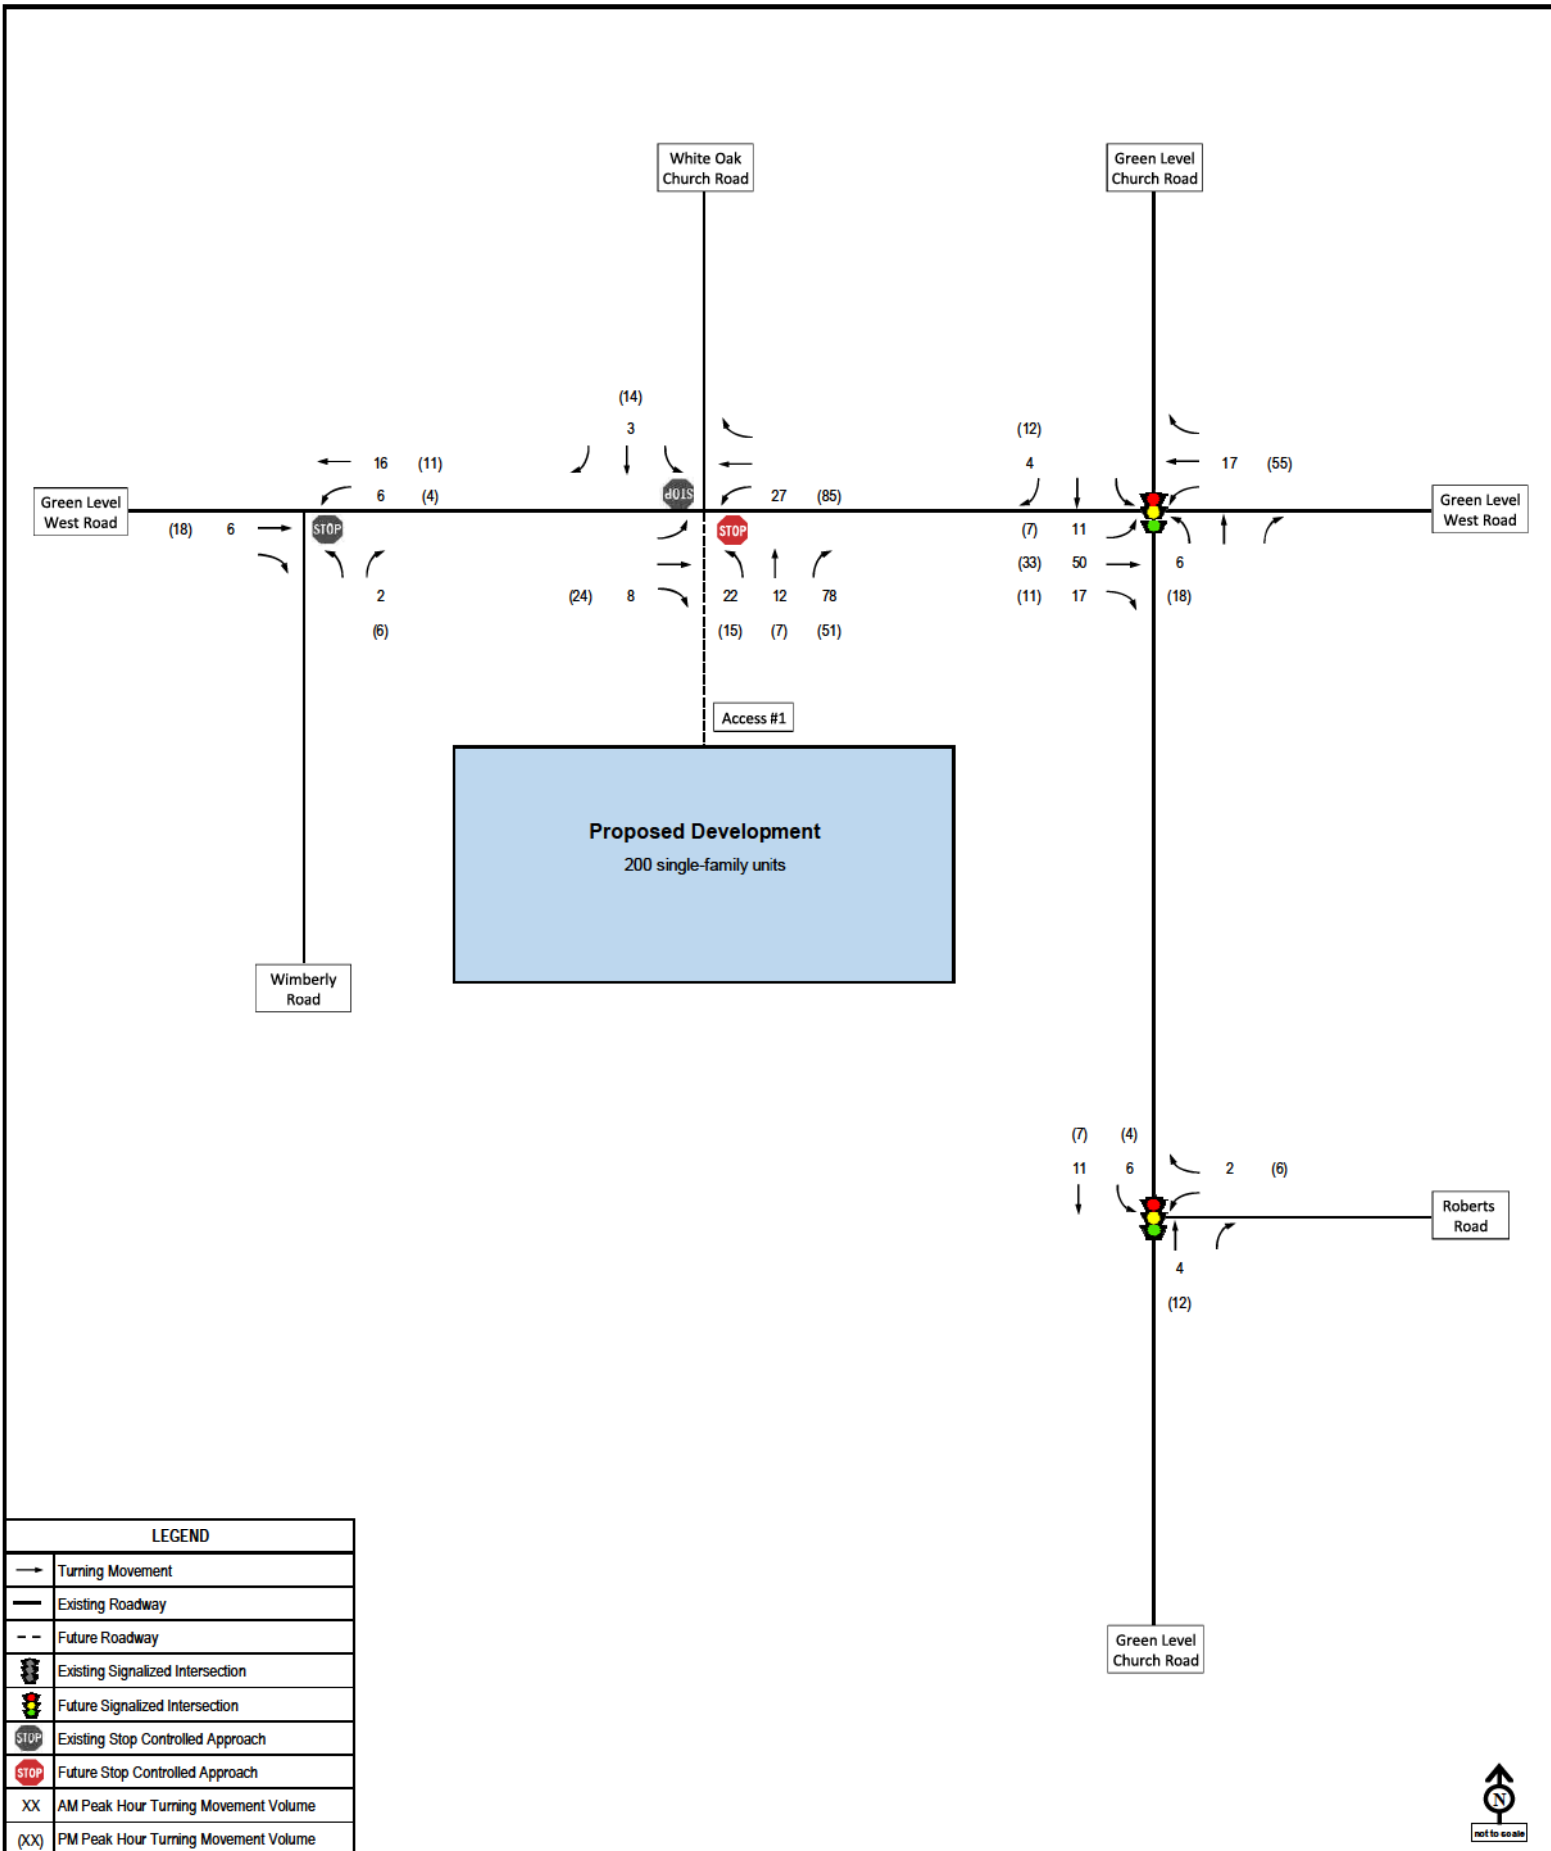 White Oak
Church Road
Green Level
Church Road
(14)
3
(12)
4
16 (11)
6 (4)
17 (55)
STOP
27 (85)
Green Level
West Road
Green Level
West Road
(18) 6
STOP
STOP
(7) 11
(33) 50
6
2
(6)
(24) 8
22 12 78
(15) (7) (51)
(11) 17
(18)
Access #1
Proposed Development
200 single-family units
Wimberly
Road
(7) (4)
11 6
2 (6)
Roberts
Road
4
(12)
Green Level
Church Road
LEGEND
Turning Movement
Existing Roadway
Future Roadway
Existing Signalized Intersection
Future Signalized Intersection
STOP Existing Stop Controlled Approach
STOP Future Stop Controlled Approach
XX AM Peak Hour Turning Movement Volume
(XX) PM Peak Hour Turning Movement Volume
N
not to scale